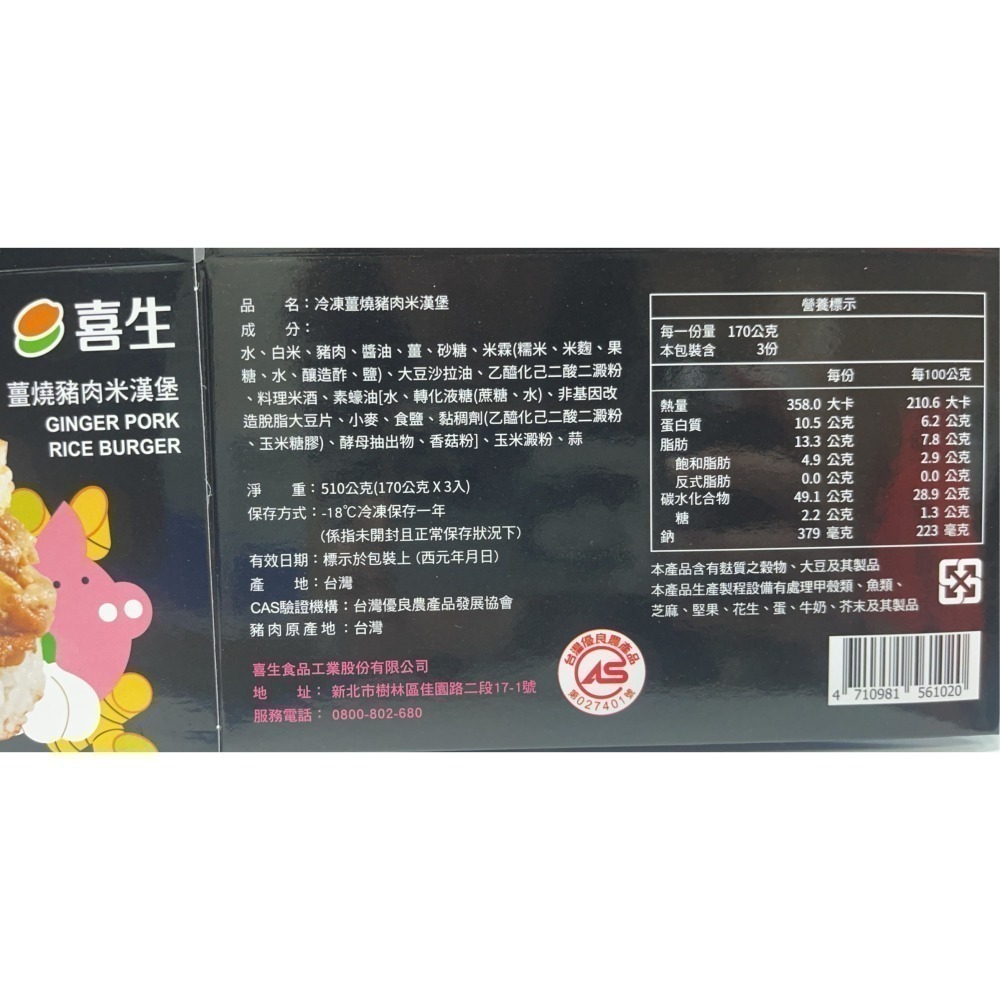 喜生
薑燒豬肉米漢堡
GINGER PORK
RICE BURGER
品 名：冷凍薑燒豬肉米漢堡
成 分：
水、白米、豬肉、醬油、薑、砂糖、米霖(糯米、米麴、果
糖、水、釀造酢、鹽)、大豆沙拉油、乙醯化己二酸二澱粉
、料理米酒、素蠔油[水、轉化液糖(蔗糖、水)、非基因改
造脫脂大豆片、小麥、食鹽、黏稠劑(乙醯化己二酸二澱粉
、玉米糖膠)、酵母抽出物、香菇粉]、玉米澱粉、蒜
淨 重：510公克(170公克X3入)
保存方式：-18℃冷凍保存一年
(係指未開封且正常保存狀況下)
有效日期：標示於包裝上 (西元年月日)
產 地：台灣
CAS驗證機構：台灣優良農產品發展協會
豬肉原產地：台灣
喜生食品工業股份有限公司
地 址： 新北市樹林區佳園路二段17-1號
服務電話： 0800-802-680
台灣優良農產品
CAS
第027401號
營養標示
每一份量 170公克
本包裝含 3份
每份 每100公克
熱量 358.0 大卡 210.6 大卡
蛋白質 10.5 公克 6.2 公克
脂肪 13.3 公克 7.8 公克
飽和脂肪 4.9 公克 2.9 公克
反式脂肪 0.0 公克 0.0 公克
碳水化合物 49.1 公克 28.9 公克
糖 2.2 公克 1.3 公克
鈉 379 毫克 223 毫克
本產品含有麩質之穀物、大豆及其製品
本產品生產製程設備有處理甲殼類、魚類、
芝麻、堅果、花生、蛋、牛奶、芥末及其製品
4 710981 561020